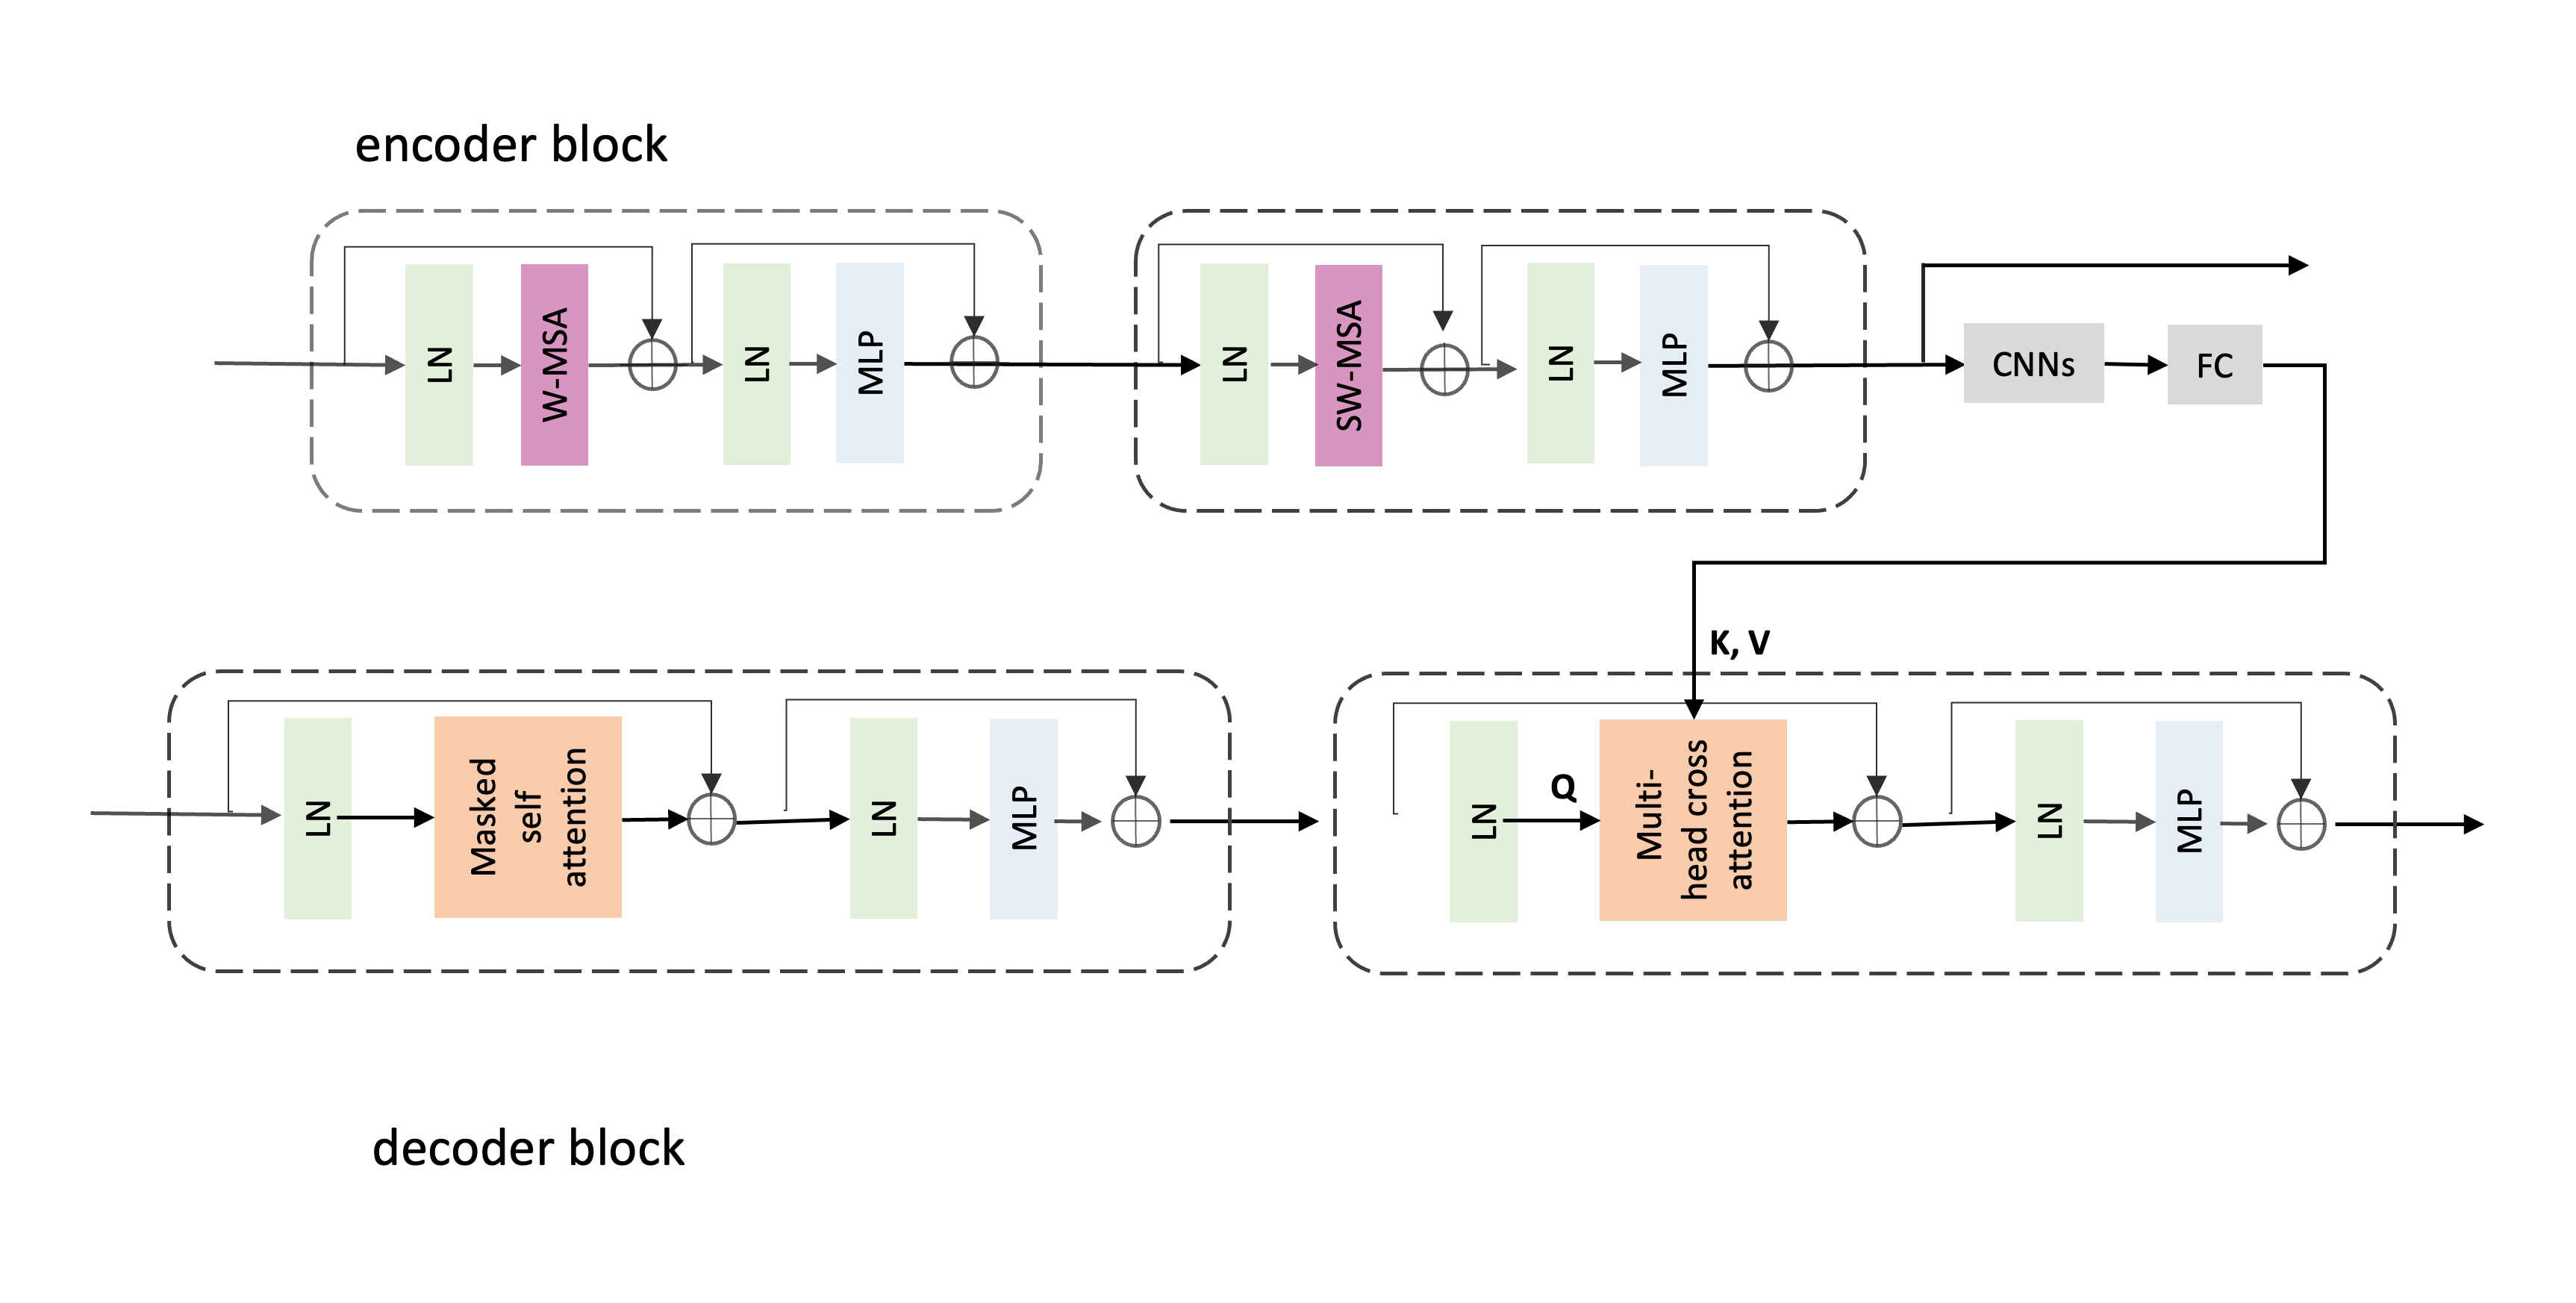 encoder block
LN
W-MSA
LN
MLP
LN
SW-MSA
LN
MLP
CNNs
FC
K, V
LN
Masked
self
attention
LN
MLP
LN
Q
Multi-
head cross
attention
LN
MLP
decoder block